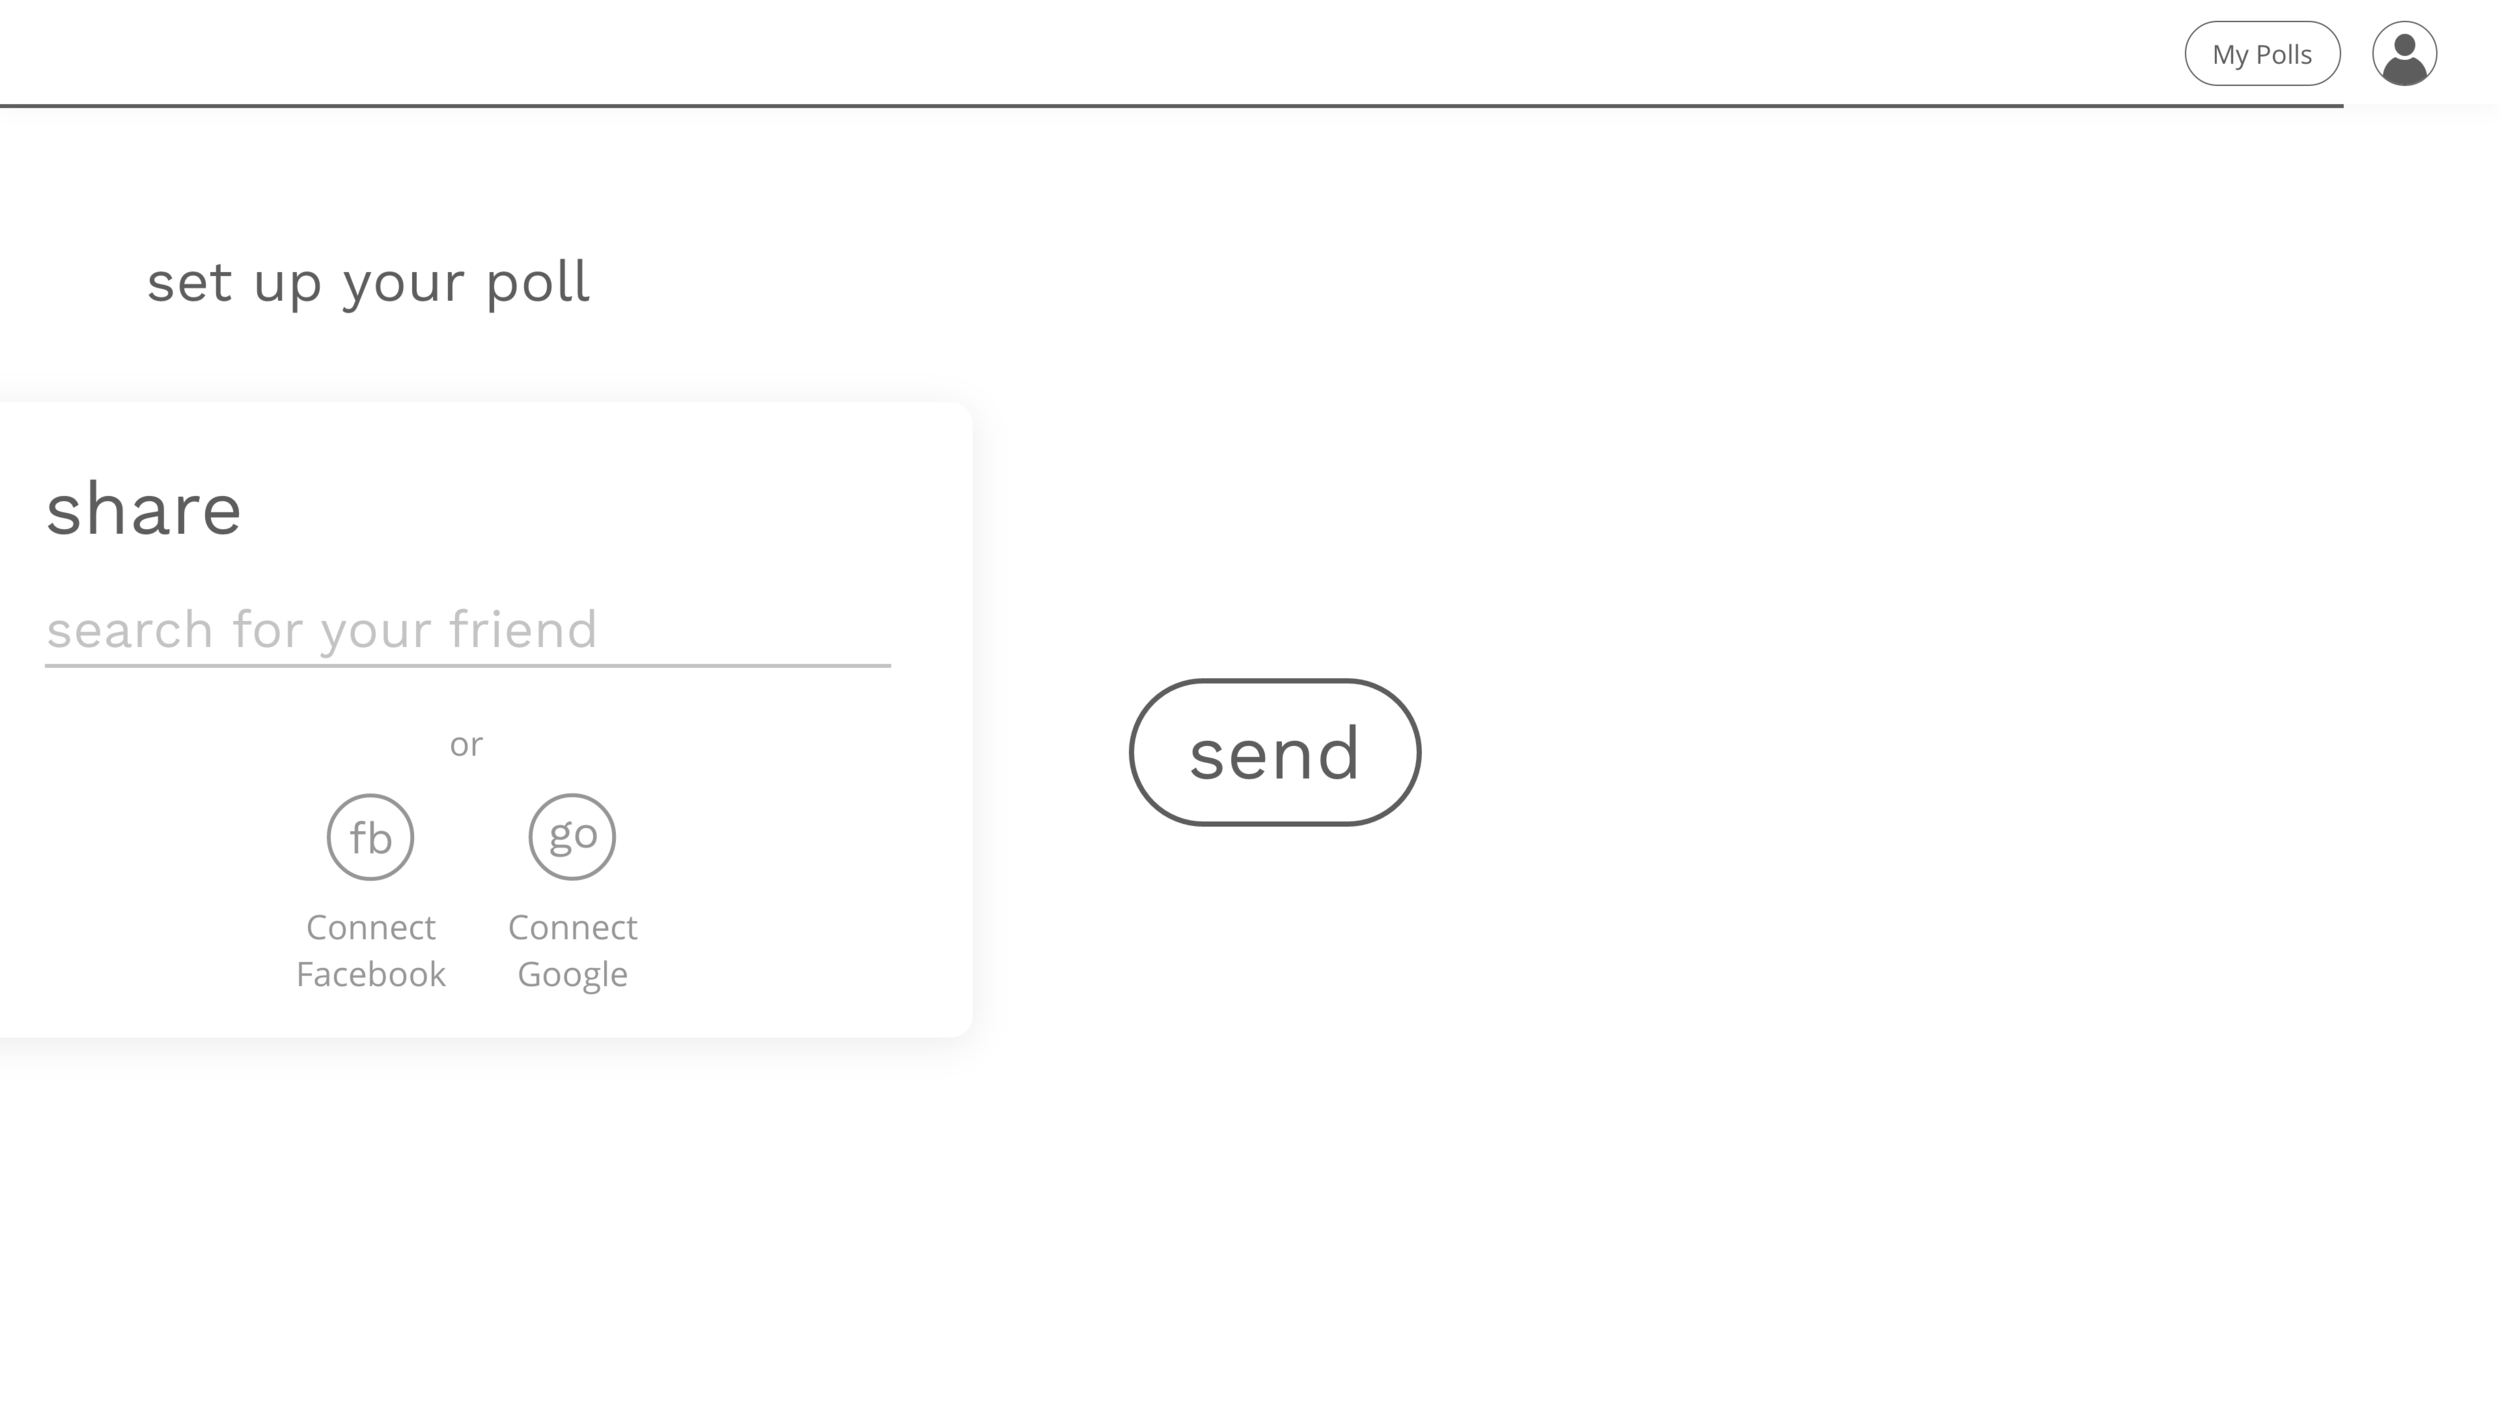 My Polls
set up your poll
share
search for your friend
or
fb
go
Connect
Facebook
Connect
Google
send